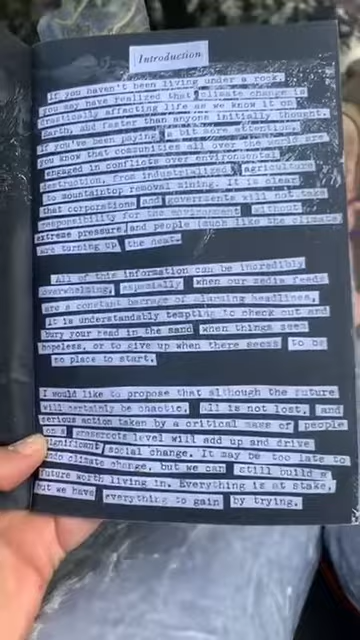 Introduction
If you haven't been living under a rock,
you may have realized that climate change is
drastically affecting life as we know it on
Earth, and faster than anyone initially thought.
If you've been paying a bit more attention,
you know that communities all over the world are
engaged in conflicts over environmental
destruction, from industrialized agriculture
to mountaintop removal mining. It is clear
that corporations and goverments will not take
responsibility for the environment without
extreme pressure, and people (much like the climate)
are turning up the heat.
All of this information can be incredibly
overwhelming, especially when our media feeds
are a constant barrage of alarming headlines,
it is understandably tempting to check out and
bury your head in the sand when things seem
hopeless, or to give up when there seems to be
no place to start.
I would like to propose that although the future
will certainly be chaotic, all is not lost, and
serious action taken by a critical mass of people
on a grassroots level will add up and drive
significant social change. It may be too late to
undo climate change, but we can still build a
future worth living in. Everything is at stake,
but we have everything to gain by trying.